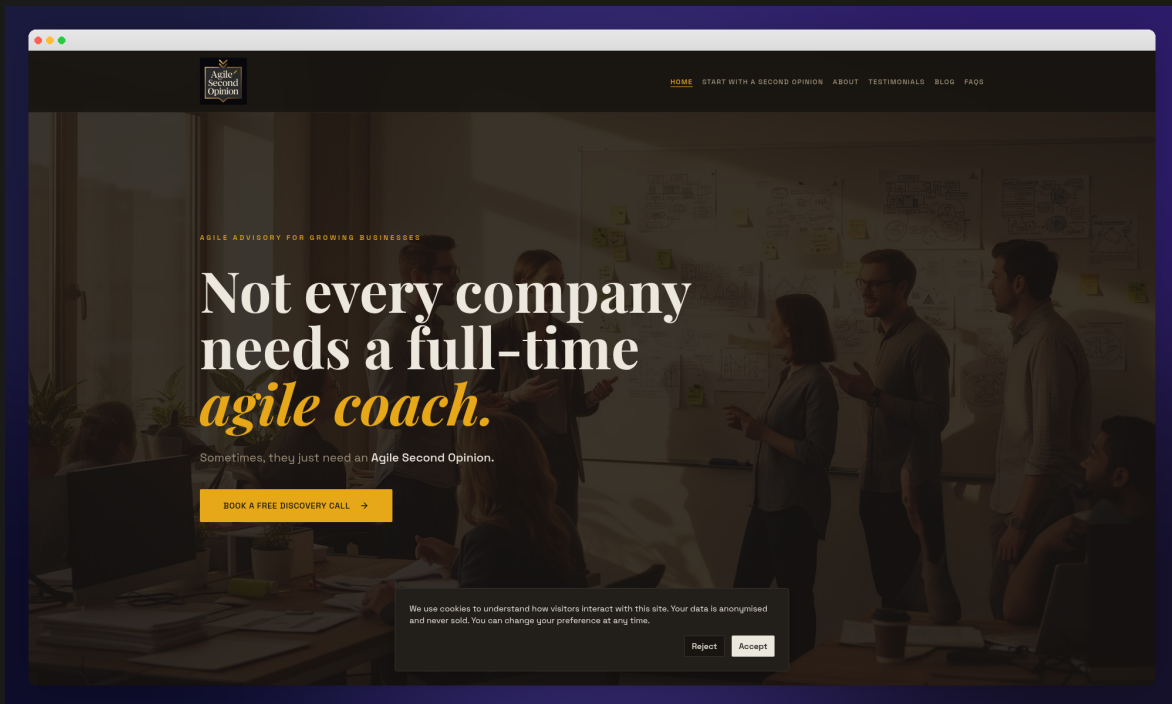 Agile
Second
Opinion
HOME
START WITH A SECOND OPINION
ABOUT
TESTIMONIALS
BLOG
FAQS
AGILE ADVISORY FOR GROWING BUSINESSES
Not every company
needs a full-time
agile coach.
Sometimes, they just need an Agile Second Opinion.
BOOK A FREE DISCOVERY CALL →
We use cookies to understand how visitors interact with this site. Your data is anonymised
and never sold. You can change your preference at any time.
Reject
Accept